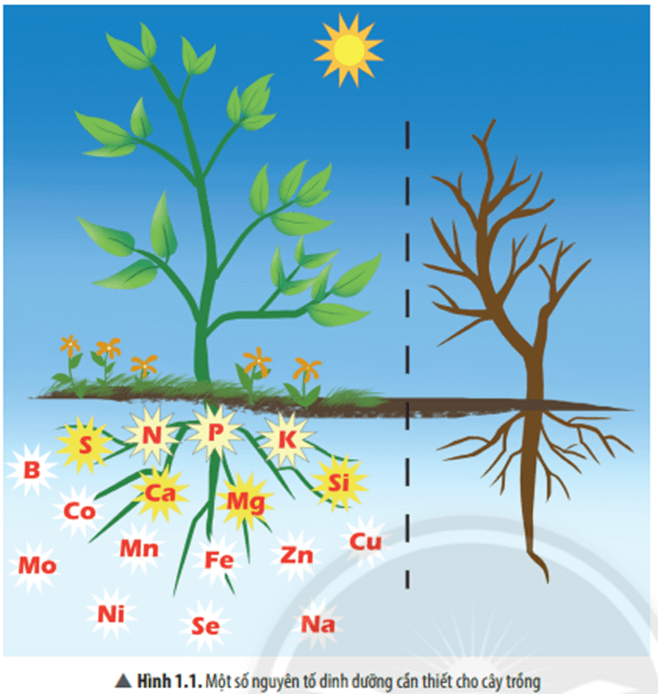 S N P K
B Ca Mg Si
Co
Mn Fe Zn Cu
Mo
Ni Se Na
▲ Hình 1.1. Một số nguyên tố dinh dưỡng cần thiết cho cây trồng